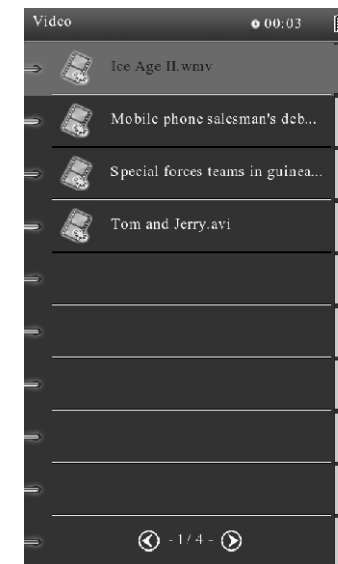 Video 00:03
Ice Age II.wmv
Mobile phone salesman's deb...
Special forces teams in guinea...
Tom and Jerry.avi
- 1/4 -